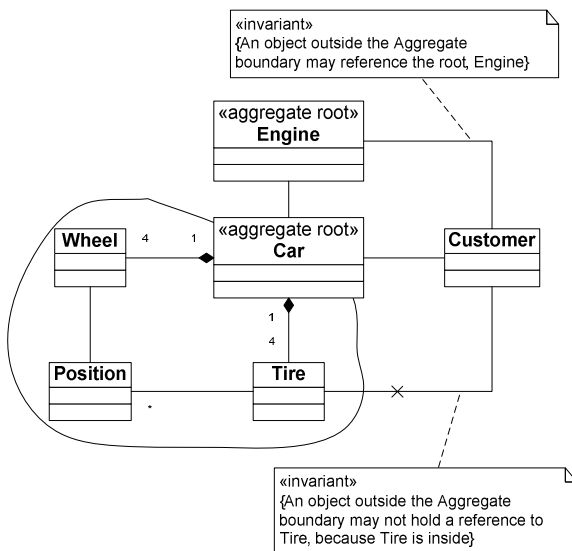 «invariant»
{An object outside the Aggregate
boundary may reference the root, Engine}
«aggregate root»
Engine
«aggregate root»
Car
Wheel
4
1
Customer
1
4
Position
Tire
*
«invariant»
{An object outside the Aggregate
boundary may not hold a reference to
Tire, because Tire is inside}